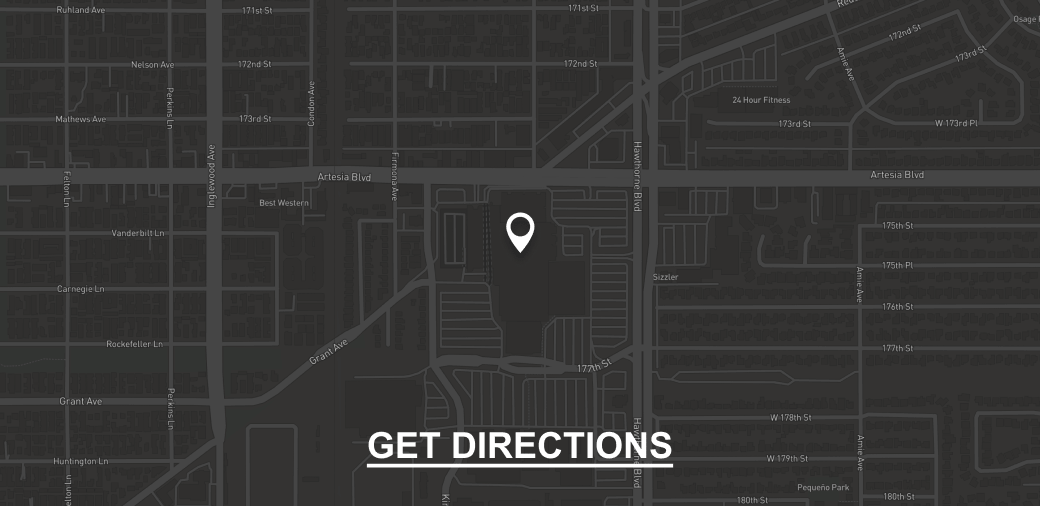 Ruhland Ave
171st St
171st St
Osage
172nd St
Nelson Ave
172nd St
172nd St
Amie Ave
173rd St
Perkins Ln
Condon Ave
24 Hour Fitness
Mathews Ave
173rd St
173rd St
W 173rd Pl
Inglewood Ave
Firmona Ave
Hawthorne Blvd
Felton Ln
Artesia Blvd
Artesia Blvd
Best Western
Vanderbilt Ln
175th St
175th Pl
Sizzler
Amie Ave
Carnegie Ln
176th St
Rockefeller Ln
Grant Ave
177th St
177th St
Grant Ave
Perkins Ln
W 178th St
GET DIRECTIONS
Hawthorne Blvd
Amie Ave
Huntington Ln
W 179th St
Pequeño Park
180th St
180th St